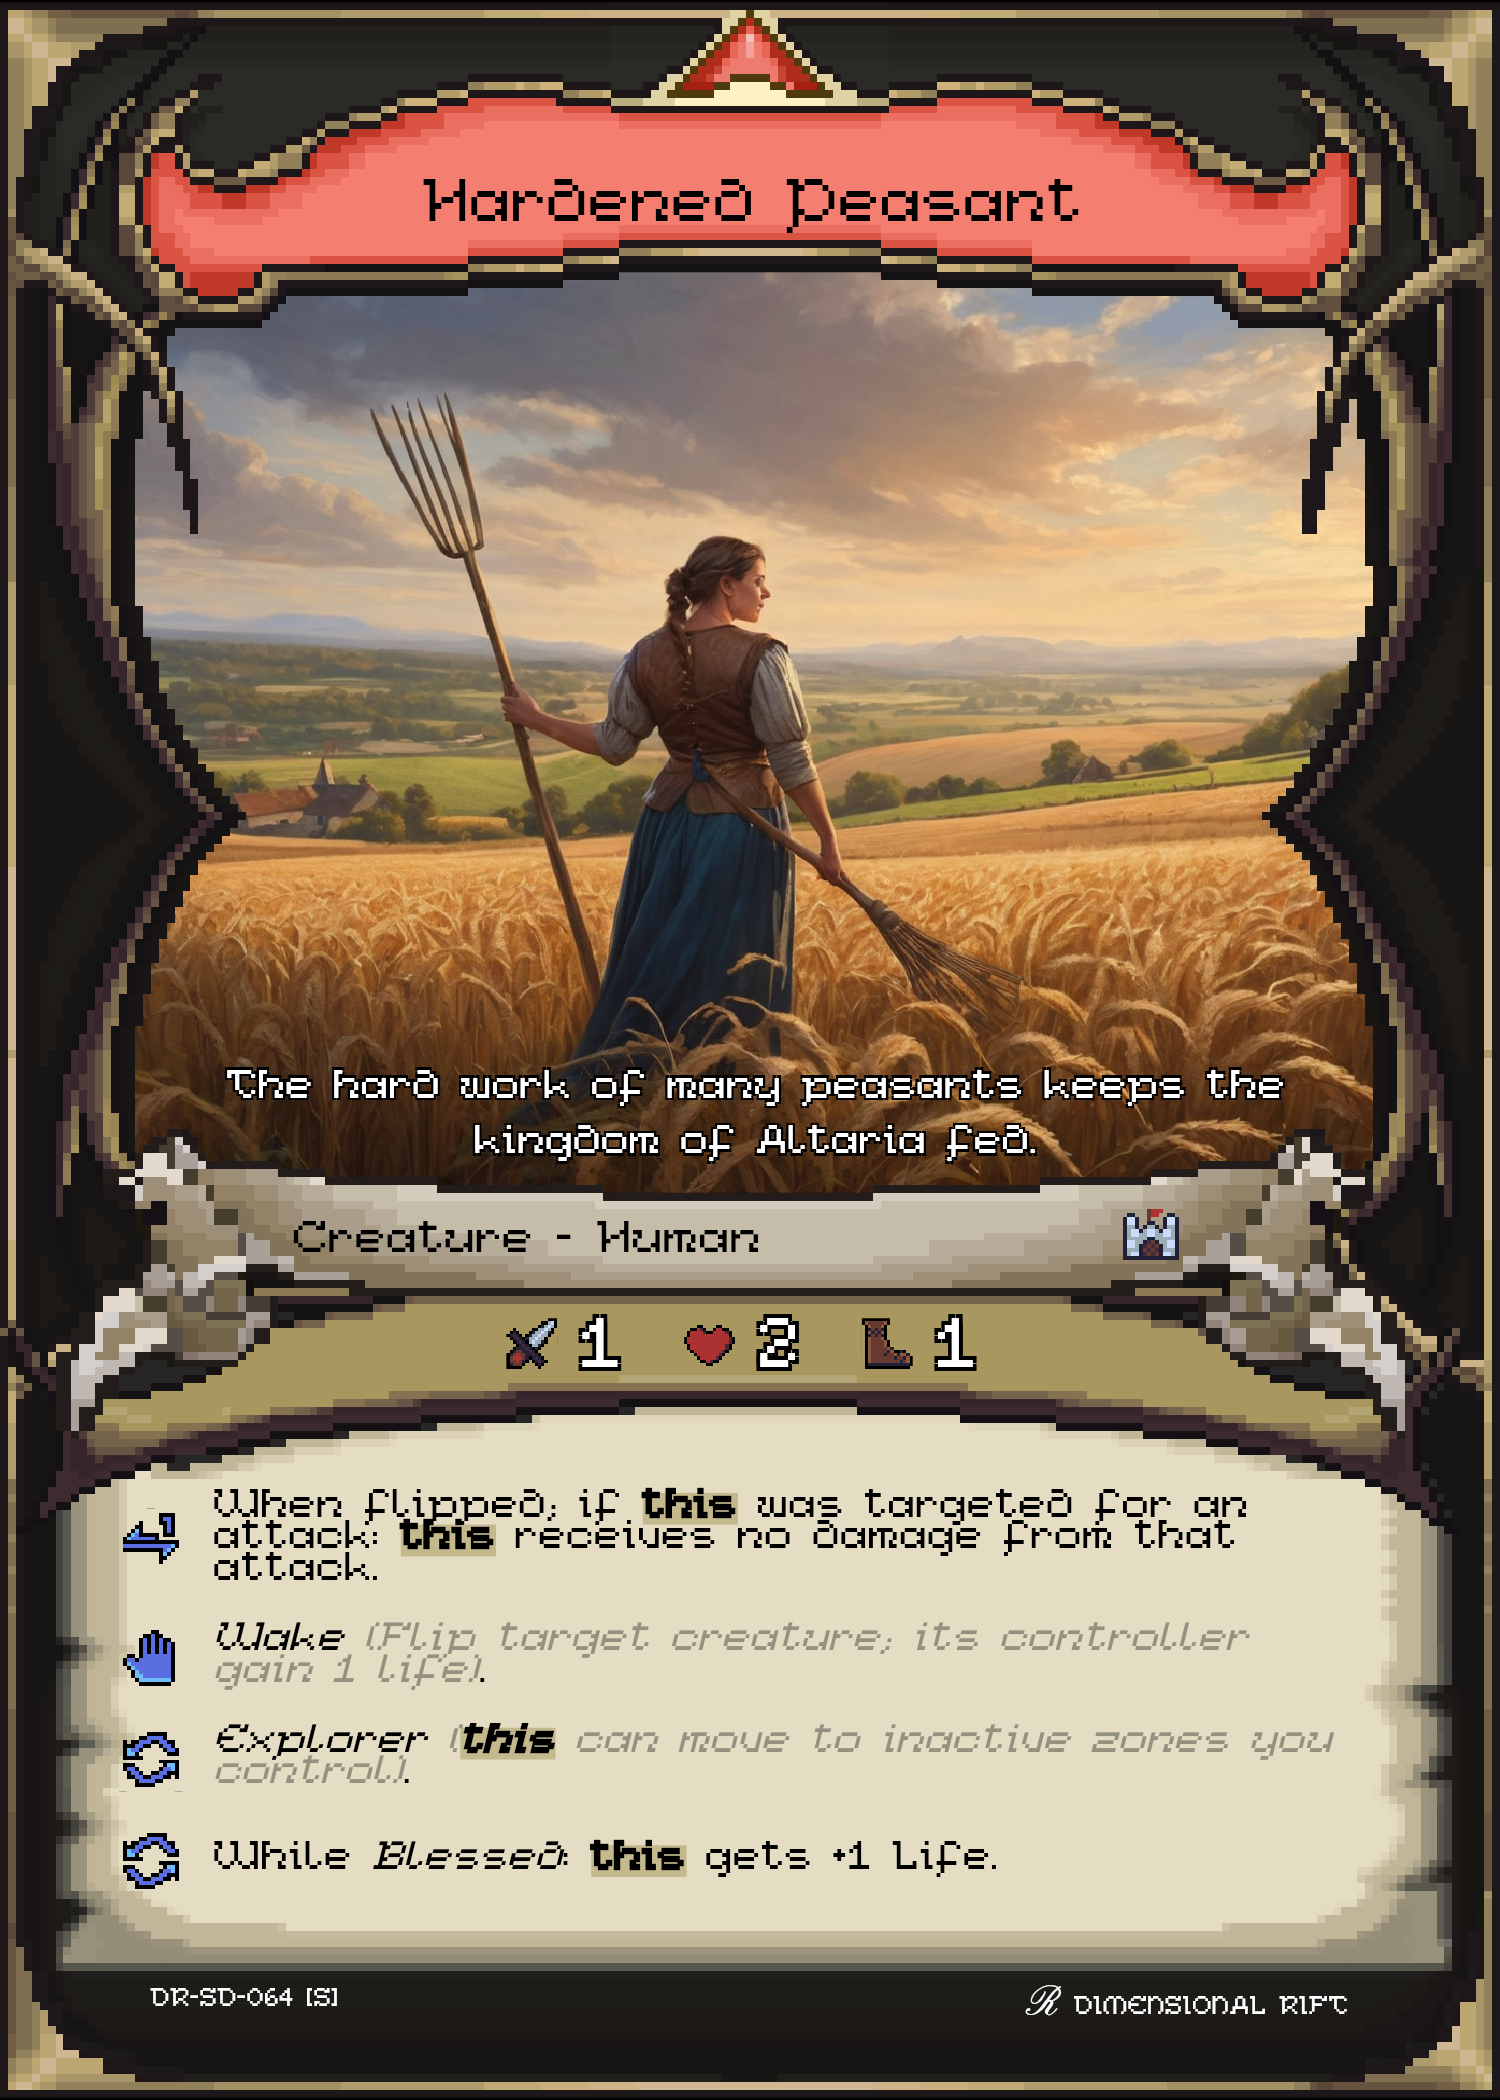 Hardened Peasant
The hard work of many peasants keeps the
kingdom of Altaria fed.
Creature - Human
1 2 1
When flipped; if this was targeted for an
attack: this receives no damage from that
attack.
Wake (Flip target creature; its controller
gain 1 life).
Explorer (this can move to inactive zones you
control).
While Blessed: this gets +1 Life.
DR-SD-064 [S]
R DIMENSIONAL RIFT